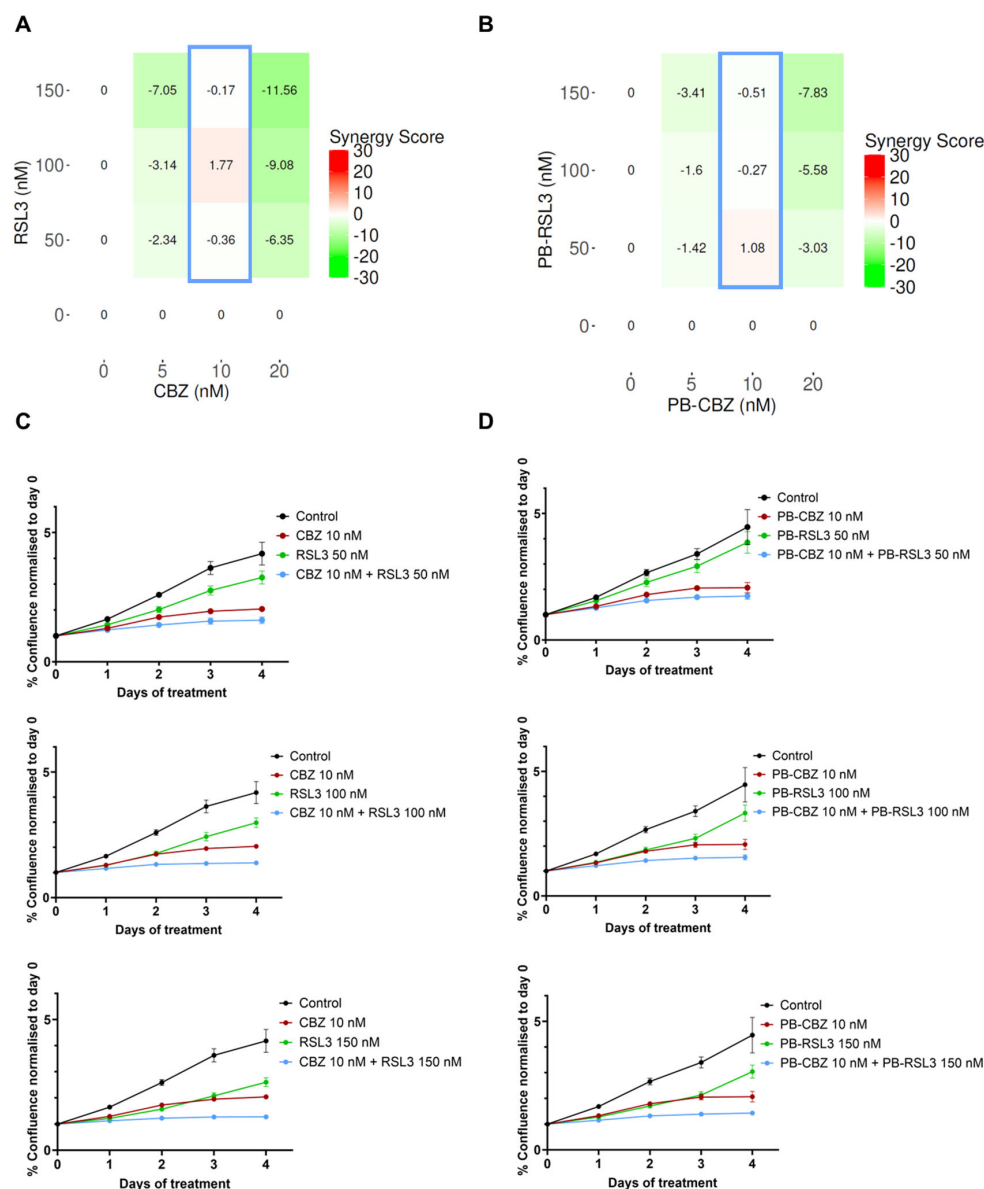 A
RSL3 (nM)
150- 0 -7.05 -0.17 -11.56
100- 0 -3.14 1.77 -9.08
50- 0 -2.34 -0.36 -6.35
0- 0 0 0 0
0 5 10 20
CBZ (nM)
Synergy Score
30
20
10
0
-10
-20
-30
B
PB-RSL3 (nM)
150- 0 -3.41 -0.51 -7.83
100- 0 -1.6 -0.27 -5.58
50- 0 -1.42 1.08 -3.03
0- 0 0 0 0
0 5 10 20
PB-CBZ (nM)
Synergy Score
30
20
10
0
-10
-20
-30
C
% Confluence normalised to day 0
5
0
0 1 2 3 4
Days of treatment
Control
CBZ 10 nM
RSL3 50 nM
CBZ 10 nM + RSL3 50 nM
% Confluence normalised to day 0
5
0
0 1 2 3 4
Days of treatment
Control
CBZ 10 nM
RSL3 100 nM
CBZ 10 nM + RSL3 100 nM
% Confluence normalised to day 0
5
0
0 1 2 3 4
Days of treatment
Control
CBZ 10 nM
RSL3 150 nM
CBZ 10 nM + RSL3 150 nM
D
% Confluence normalised to day 0
5
0
0 1 2 3 4
Days of treatment
Control
PB-CBZ 10 nM
PB-RSL3 50 nM
PB-CBZ 10 nM + PB-RSL3 50 nM
% Confluence normalised to day 0
5
0
0 1 2 3 4
Days of treatment
Control
PB-CBZ 10 nM
PB-RSL3 100 nM
PB-CBZ 10 nM + PB-RSL3 100 nM
% Confluence normalised to day 0
5
0
0 1 2 3 4
Days of treatment
Control
PB-CBZ 10 nM
PB-RSL3 150 nM
PB-CBZ 10 nM + PB-RSL3 150 nM